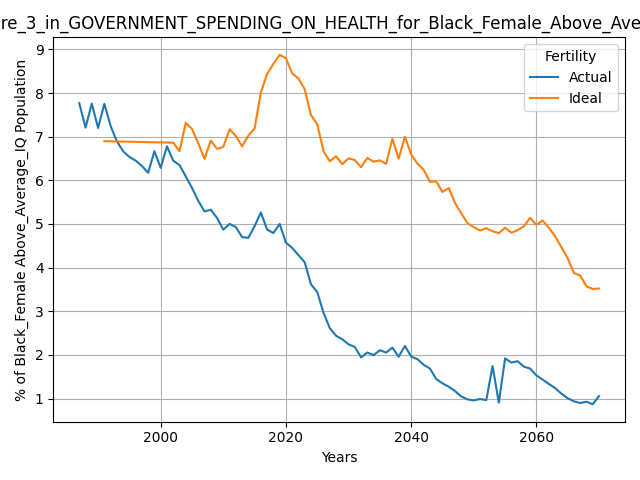 re_3_in_GOVERNMENT_SPENDING_ON_HEALTH_for_Black_Female_Above_Ave
% of Black_Female Above_Average_IQ Population
9
8
7
6
5
4
3
2
1
Fertility
Actual
Ideal
2000
2020
2040
2060
Years